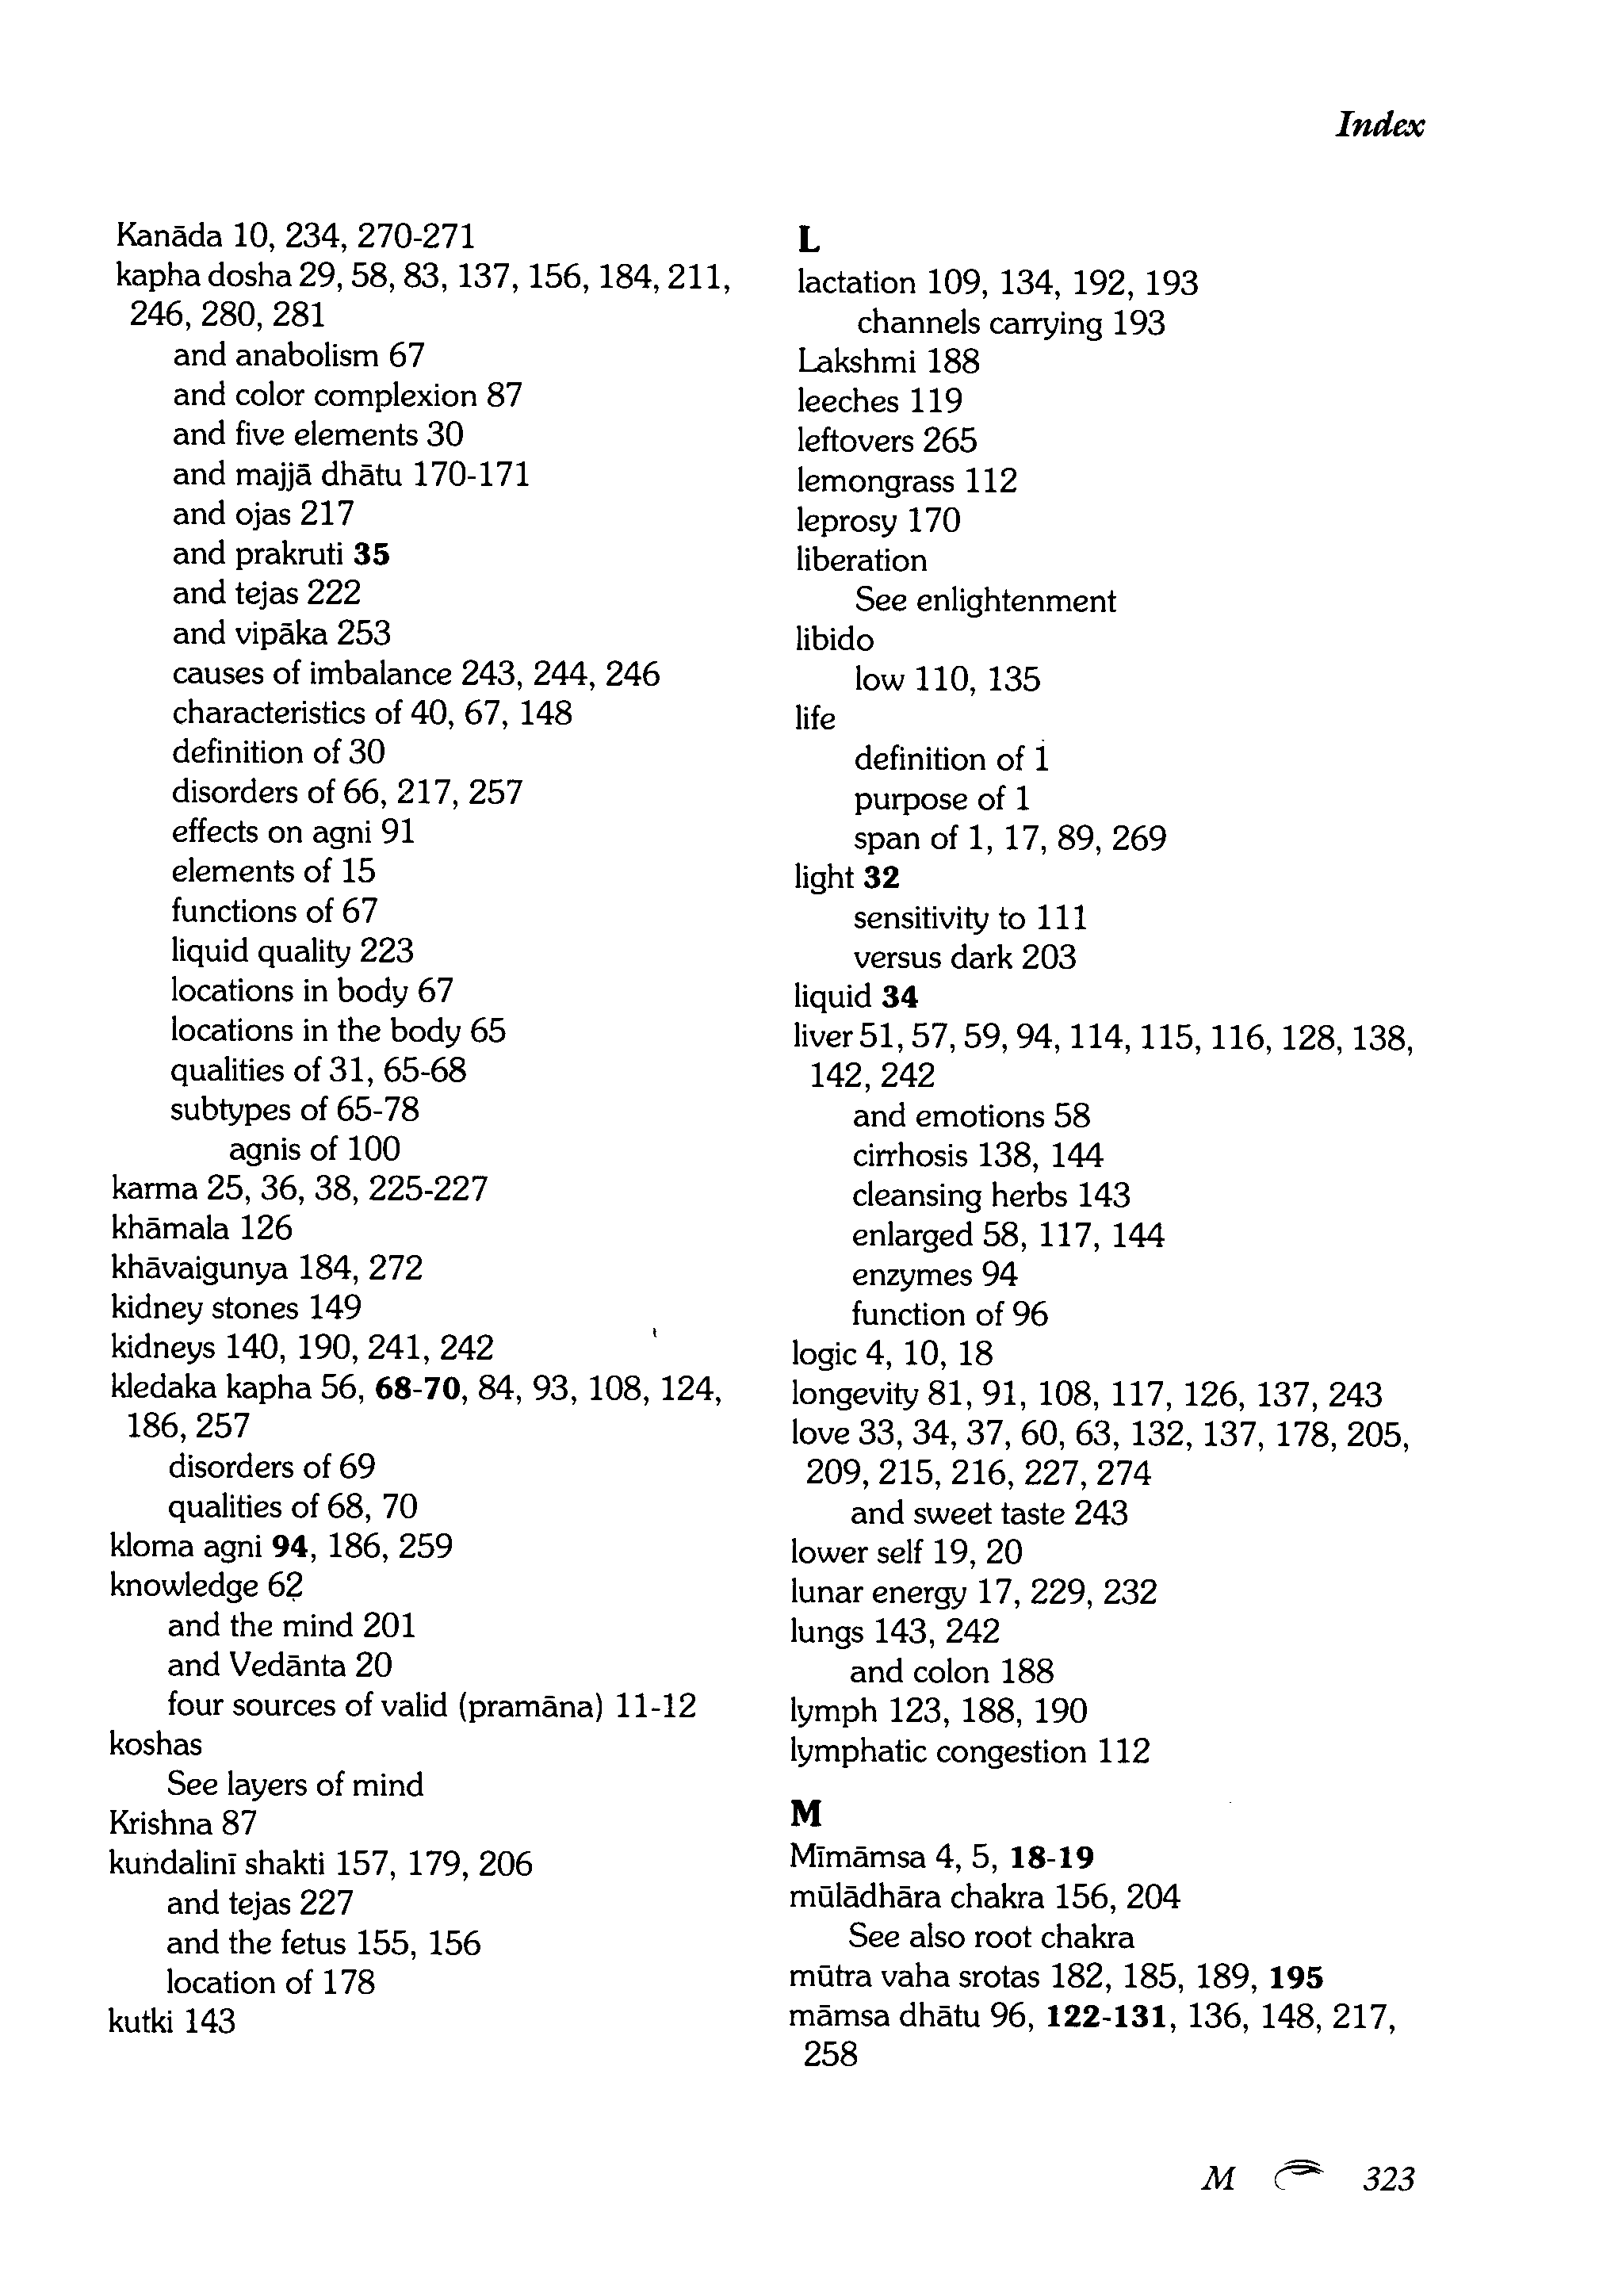 Index
Kanāda 10, 234, 270-271
kapha dosha 29, 58, 83, 137, 156, 184, 211,
246, 280, 281
and anabolism 67
and color complexion 87
and five elements 30
and majjā dhātu 170-171
and ojas 217
and prakruti 35
and tejas 222
and vipāka 253
causes of imbalance 243, 244, 246
characteristics of 40, 67, 148
definition of 30
disorders of 66, 217, 257
effects on agni 91
elements of 15
functions of 67
liquid quality 223
locations in body 67
locations in the body 65
qualities of 31, 65-68
subtypes of 65-78
agnis of 100
karma 25, 36, 38, 225-227
khāmala 126
khāvaigunya 184, 272
kidney stones 149
kidneys 140, 190, 241, 242
kledaka kapha 56, 68-70, 84, 93, 108, 124,
186, 257
disorders of 69
qualities of 68, 70
kloma agni 94, 186, 259
knowledge 62
and the mind 201
and Vedānta 20
four sources of valid (pramāna) 11-12
koshas
See layers of mind
Krishna 87
kundalinī shakti 157, 179, 206
and tejas 227
and the fetus 155, 156
location of 178
kutki 143
L
lactation 109, 134, 192, 193
channels carrying 193
Lakshmi 188
leeches 119
leftovers 265
lemongrass 112
leprosy 170
liberation
See enlightenment
libido
low 110, 135
life
definition of 1
purpose of 1
span of 1, 17, 89, 269
light 32
sensitivity to 111
versus dark 203
liquid 34
liver 51, 57, 59, 94, 114, 115, 116, 128, 138,
142, 242
and emotions 58
cirrhosis 138, 144
cleansing herbs 143
enlarged 58, 117, 144
enzymes 94
function of 96
logic 4, 10, 18
longevity 81, 91, 108, 117, 126, 137, 243
love 33, 34, 37, 60, 63, 132, 137, 178, 205,
209, 215, 216, 227, 274
and sweet taste 243
lower self 19, 20
lunar energy 17, 229, 232
lungs 143, 242
and colon 188
lymph 123, 188, 190
lymphatic congestion 112
M
Mīmāmsa 4, 5, 18-19
mūlādhāra chakra 156, 204
See also root chakra
mūtra vaha srotas 182, 185, 189, 195
māmsa dhātu 96, 122-131, 136, 148, 217,
258
M 323